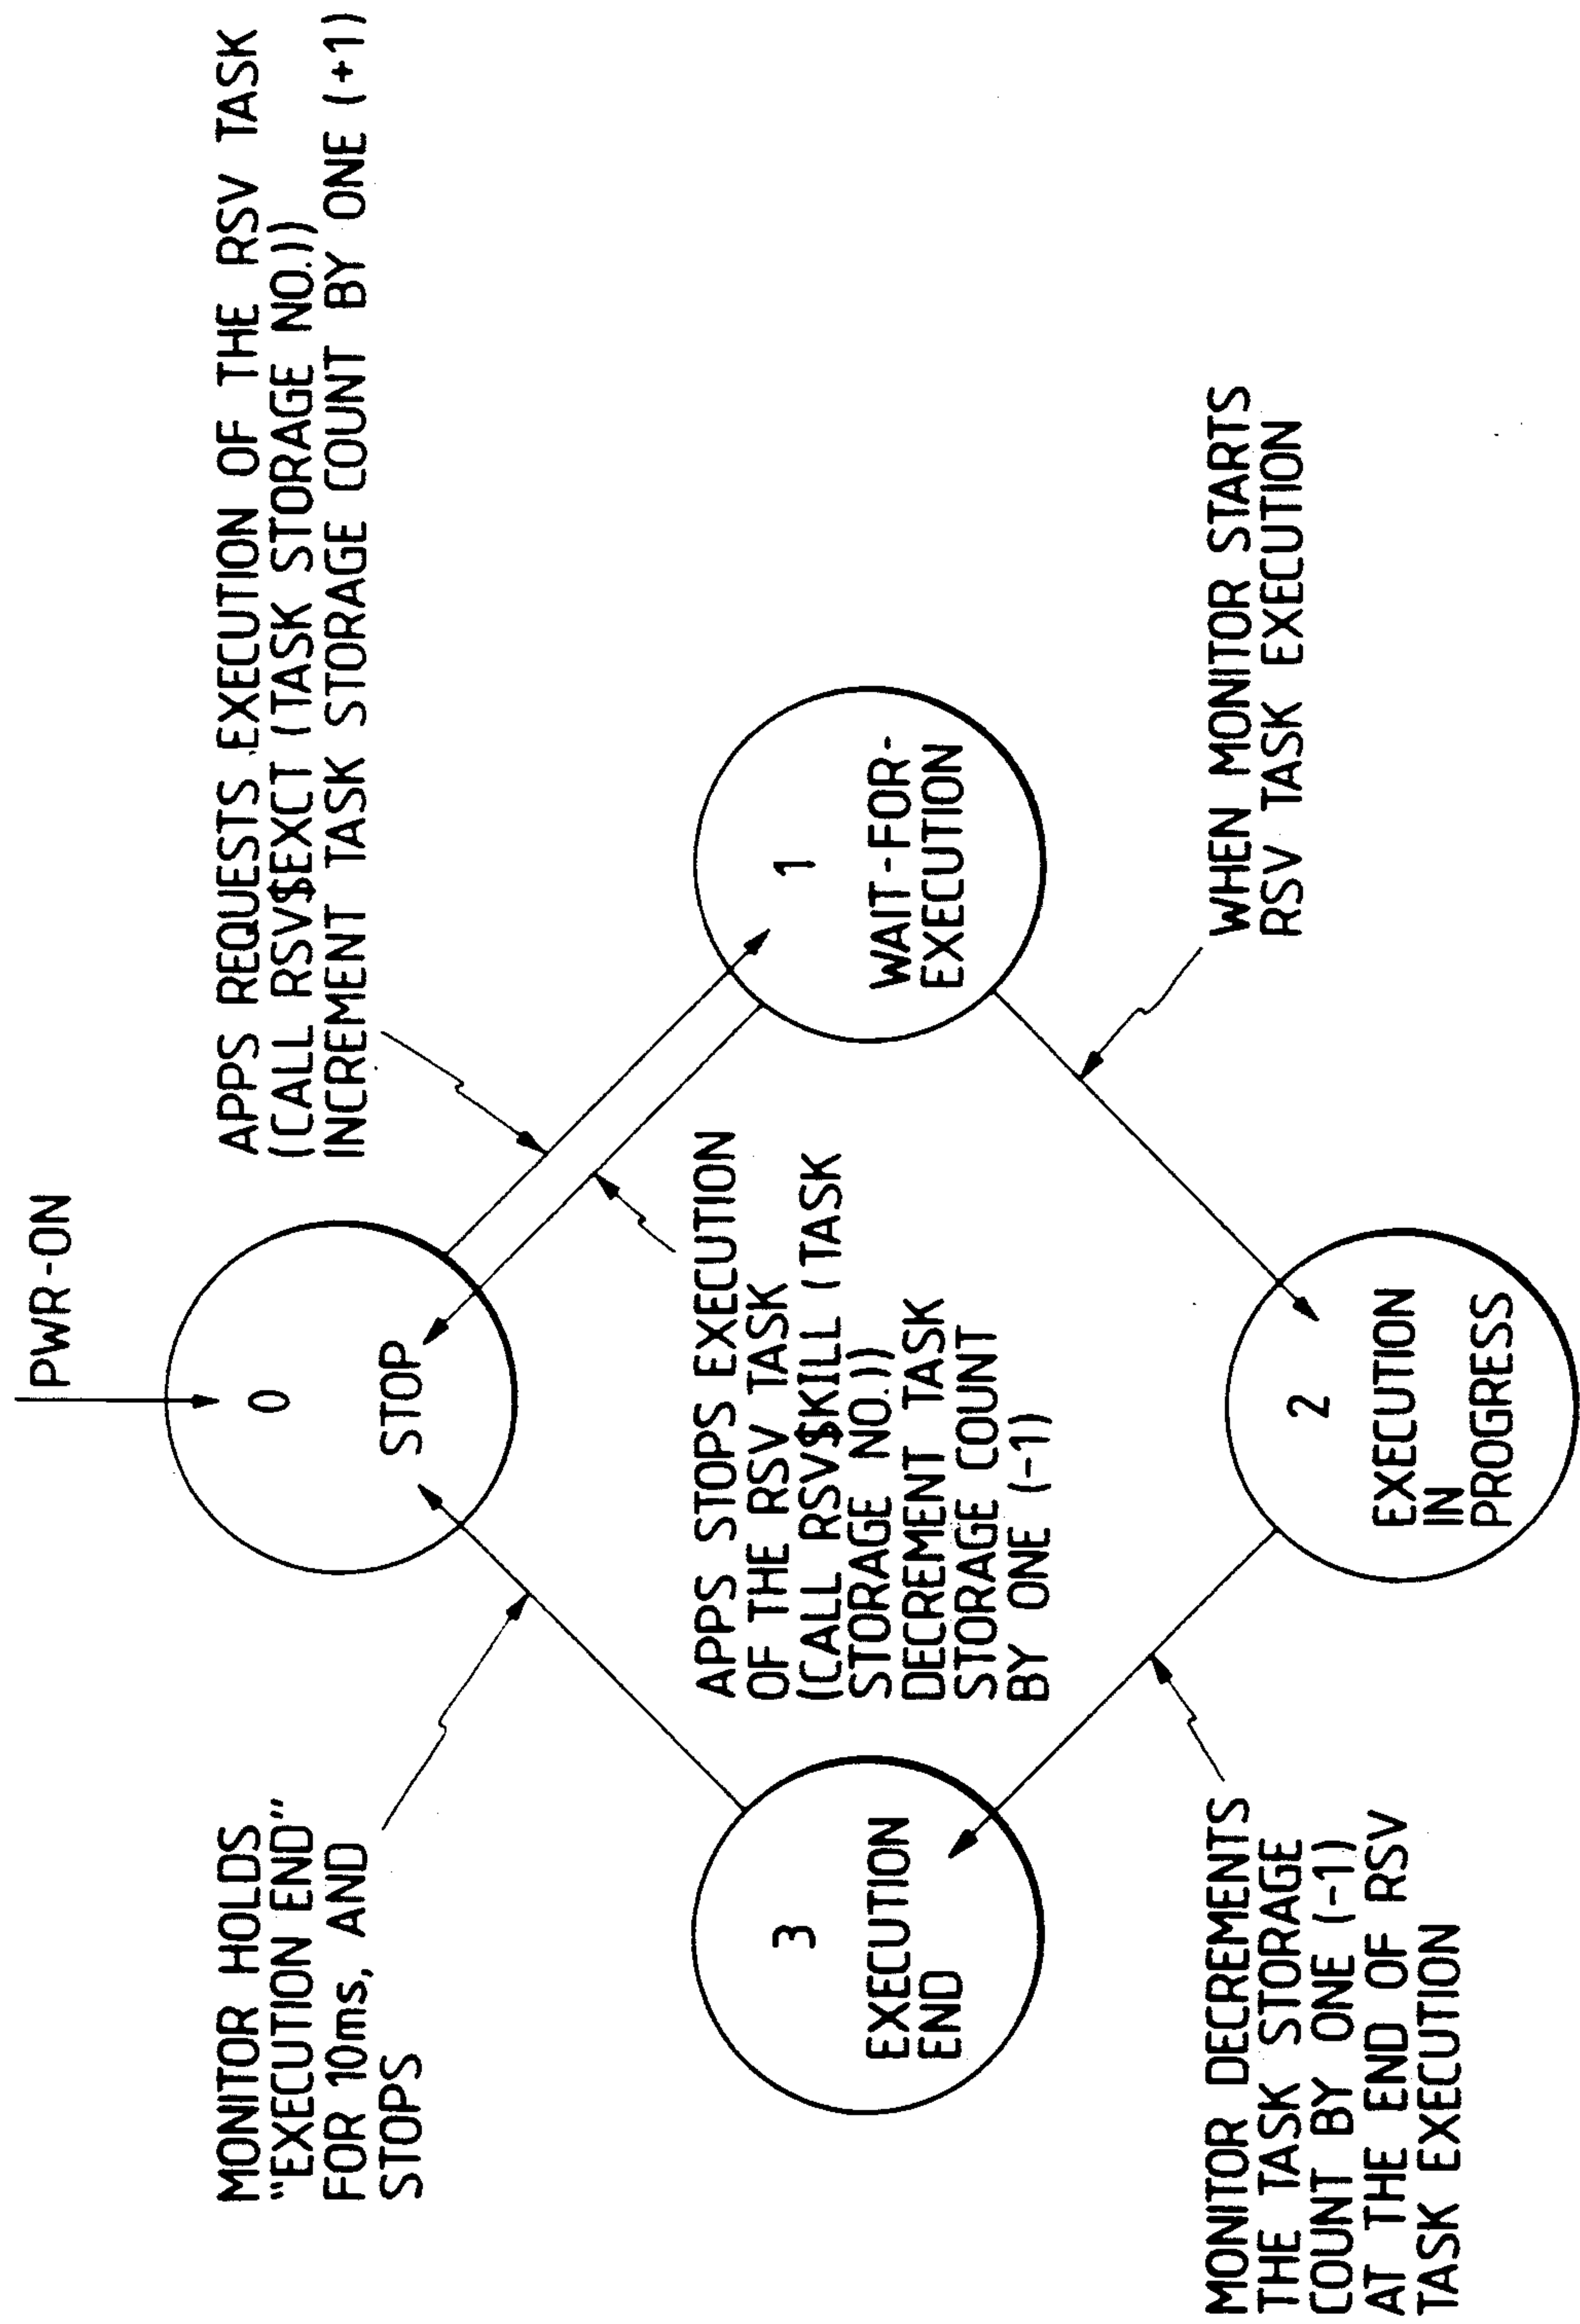 PWR-ON
0
STOP
APPS REQUESTS EXECUTION OF THE RSV TASK
(CALL RSV$EXCT (TASK STORAGE NO.))
INCREMENT TASK STORAGE COUNT BY ONE (+1)
MONITOR HOLDS
"EXECUTION END"
FOR 10ms, AND
STOPS
APPS STOPS EXECUTION
OF THE RSV TASK
(CALL RSV$KILL (TASK
STORAGE NO.))
DECREMENT TASK
STORAGE COUNT
BY ONE (-1)
3
EXECUTION
END
1
WAIT-FOR-
EXECUTION
MONITOR DECREMENTS
THE TASK STORAGE
COUNT BY ONE (-1)
AT THE END OF RSV
TASK EXECUTION
WHEN MONITOR STARTS
RSV TASK EXECUTION
2
EXECUTION
IN
PROGRESS